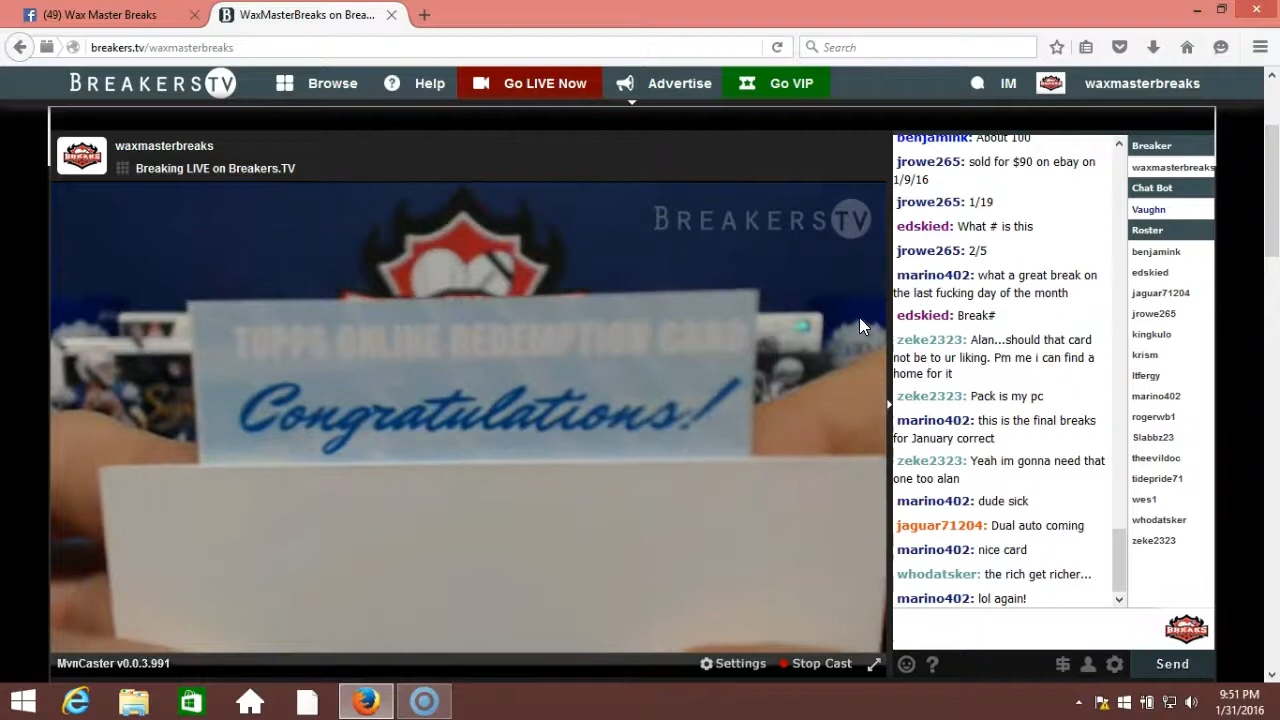 (49) Wax Master Breaks
WaxMasterBreaks on Brea...
breakers.tv/waxmasterbreaks
Search
BREAKERSTV
Browse
Help
Go LIVE Now
Advertise
Go VIP
IM
waxmasterbreaks
waxmasterbreaks
Breaking LIVE on Breakers.TV
BREAKERSTV
REDEMPTION
Congratulations!
MvnCaster v0.0.3.991
Settings
Stop Cast
benjamink: About 100
jrowe265: sold for $90 on ebay on
1/9/16
jrowe265: 1/19
edskied: What # is this
jrowe265: 2/5
marino402: what a great break on
the last fucking day of the month
edskied: Break#
zeke2323: Alan...should that card
not be to ur liking. Pm me i can find a
home for it
zeke2323: Pack is my pc
marino402: this is the final breaks
for January correct
zeke2323: Yeah im gonna need that
one too alan
marino402: dude sick
jaguar71204: Dual auto coming
marino402: nice card
whodatsker: the rich get richer...
marino402: lol again!
Breaker
waxmasterbreaks
Chat Bot
Vaughn
Roster
benjamink
edskied
jaguar71204
jrowe265
kingkulo
krism
ltfergy
marino402
rogerwb1
Slabbz23
theevildoc
tidepride71
wes1
whodatsker
zeke2323
BREAKS
Send
9:51 PM
1/31/2016